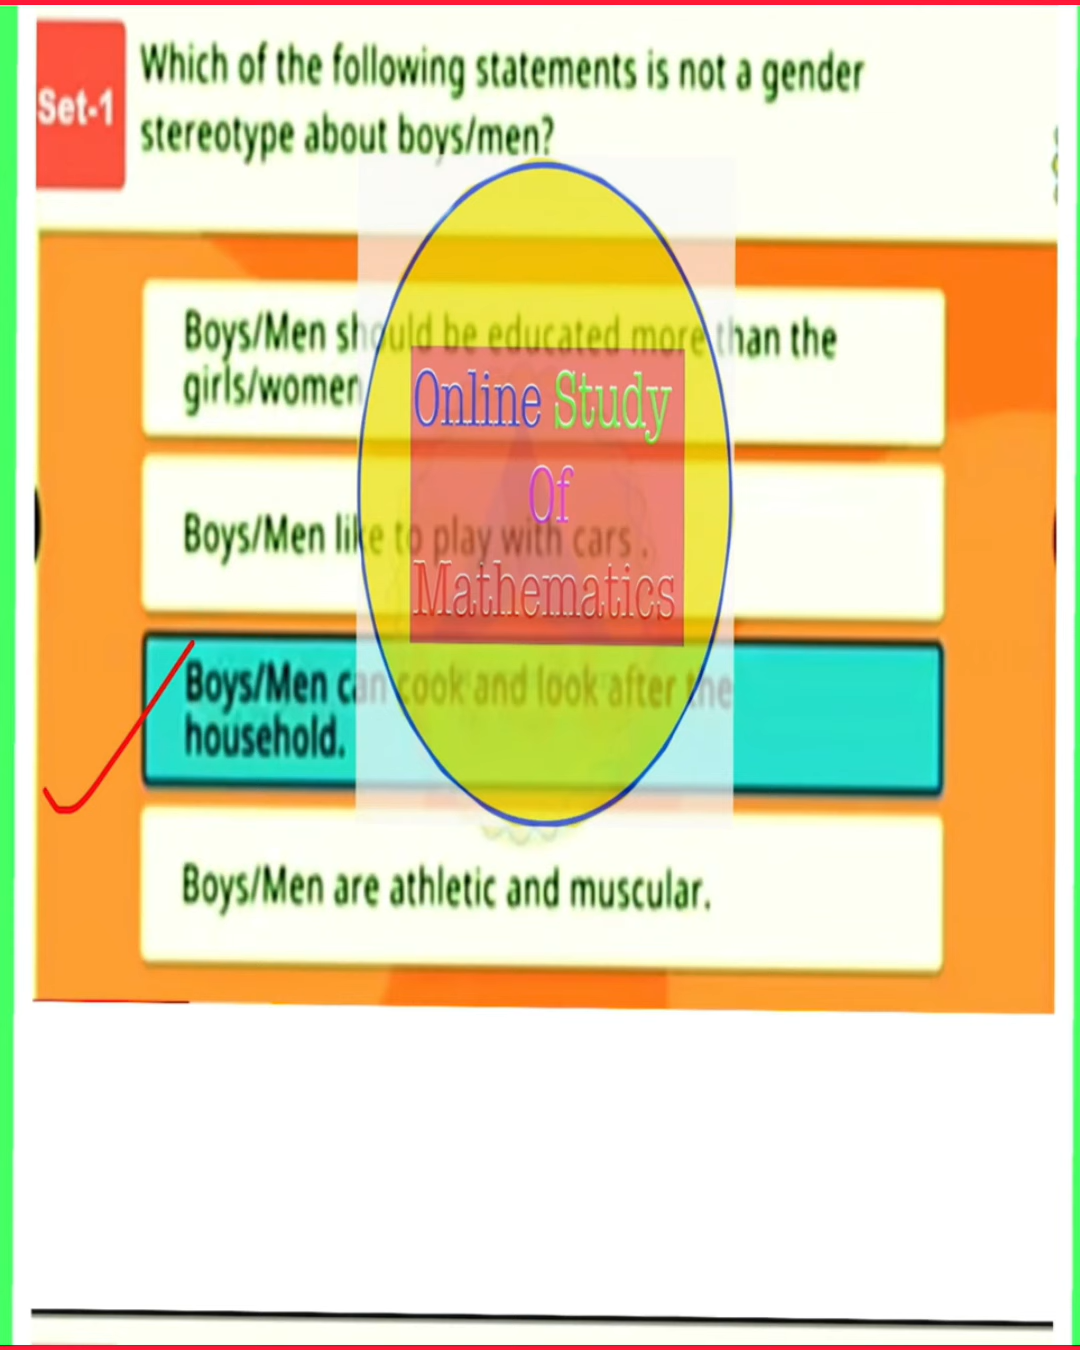 Set-1
Which of the following statements is not a gender
stereotype about boys/men?
Boys/Men should be educated more than the
girls/women
Boys/Men like to play with cars .
Boys/Men can cook and look after the
household.
Boys/Men are athletic and muscular.
Online Study
Of
Mathematics